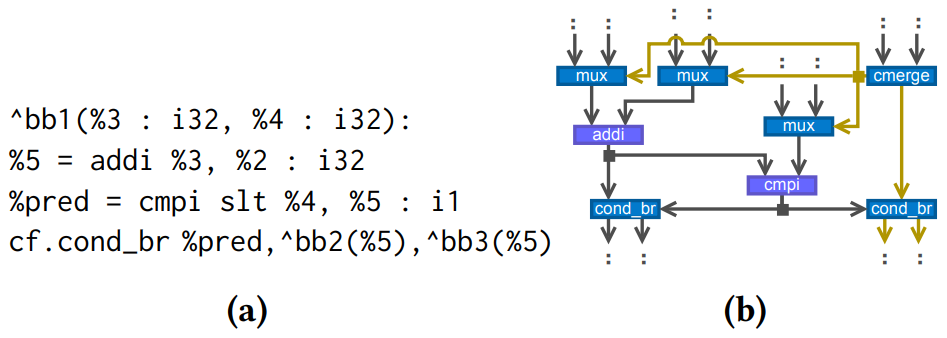 ^bb1(%3 : i32, %4 : i32):
%5 = addi %3, %2 : i32
%pred = cmpi slt %4, %5 : i1
cf.cond_br %pred,^bb2(%5),^bb3(%5)
(a)
: : : : : :
mux mux : : cmerge
mux
addi
cmpi
cond_br cond_br
: : : :
(b)